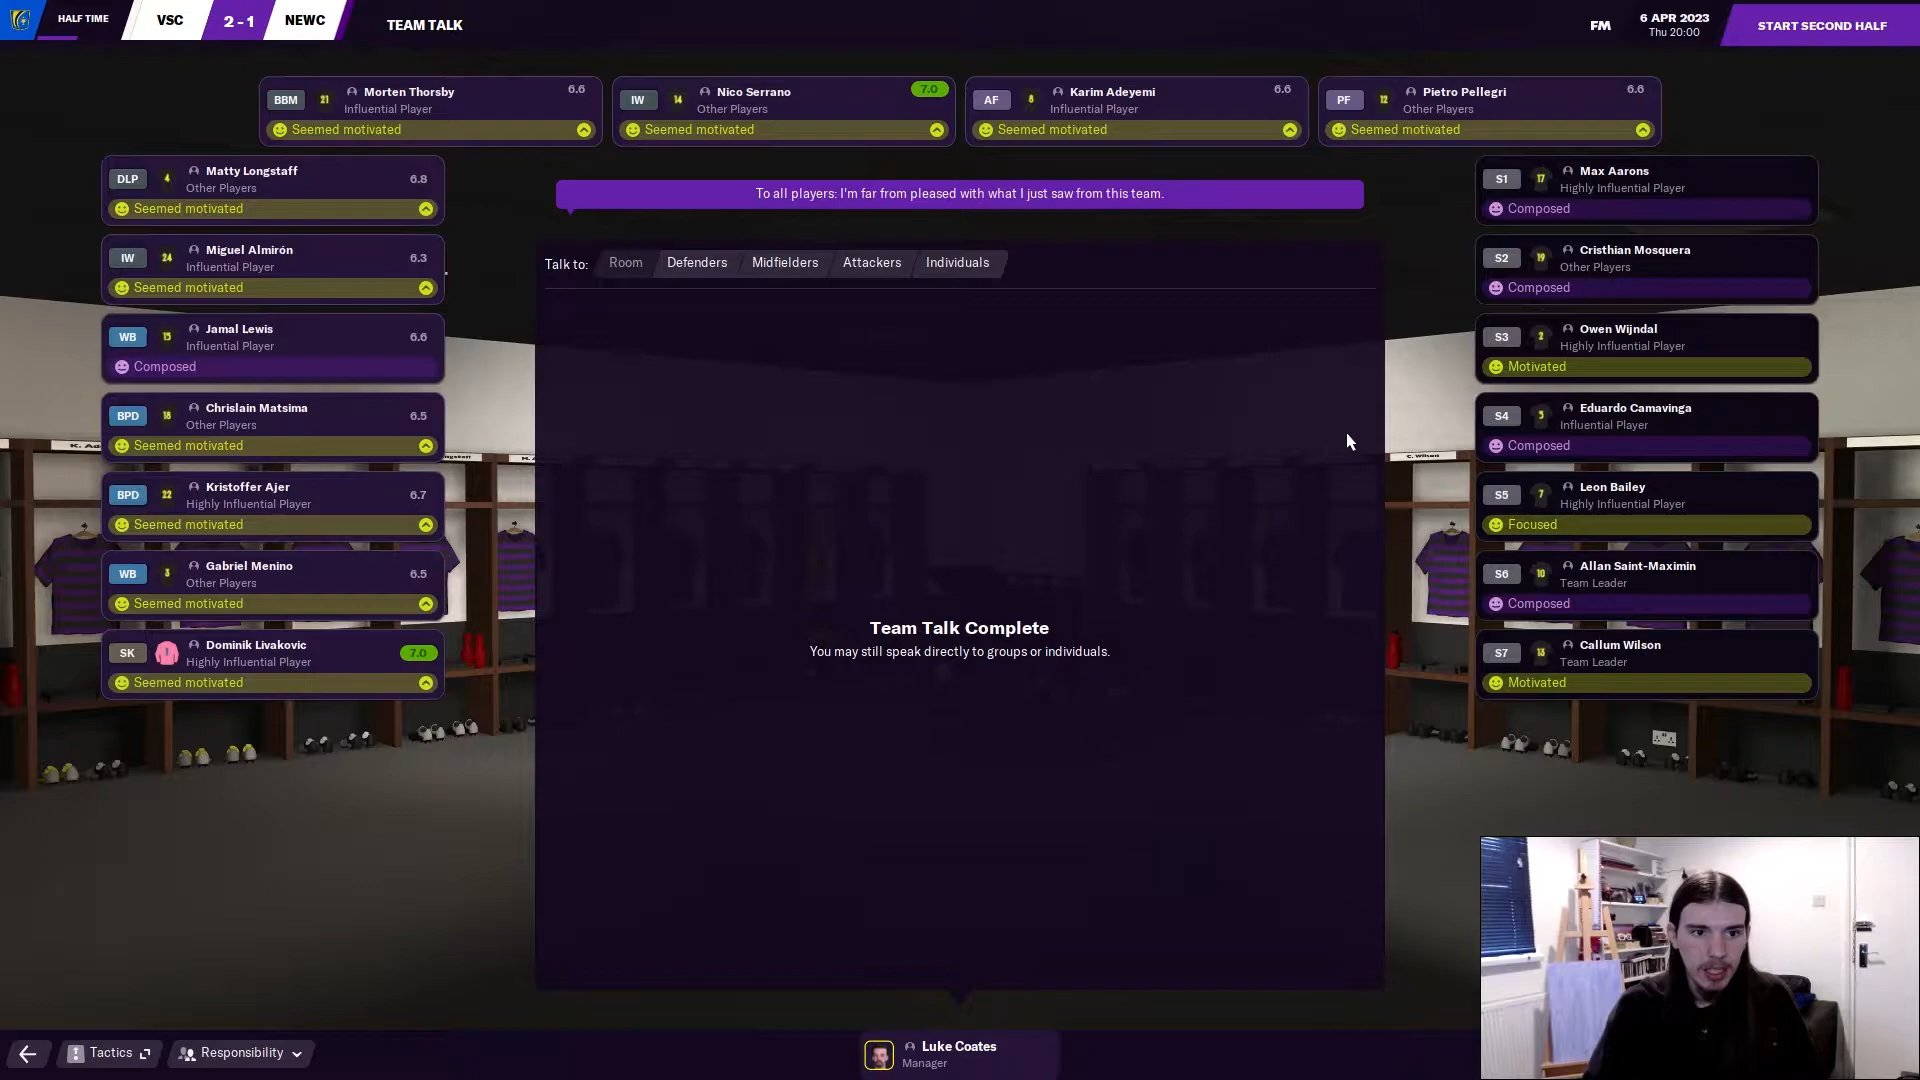 HALF TIME
VSC
2 - 1
NEWC
TEAM TALK
FM
6 APR 2023
Thu 20:00
START SECOND HALF
BBM
21
Morten Thorsby
Influential Player
6.6
Seemed motivated
IW
14
Nico Serrano
Other Players
7.0
Seemed motivated
AF
8
Karim Adeyemi
Influential Player
6.6
Seemed motivated
PF
12
Pietro Pellegri
Other Players
6.6
Seemed motivated
DLP
4
Matty Longstaff
Other Players
6.8
Seemed motivated
IW
24
Miguel Almirón
Influential Player
6.3
Seemed motivated
WB
15
Jamal Lewis
Influential Player
6.6
Composed
BPD
18
Chrislain Matsima
Other Players
6.5
Seemed motivated
BPD
22
Kristoffer Ajer
Highly Influential Player
6.7
Seemed motivated
WB
3
Gabriel Menino
Other Players
6.5
Seemed motivated
SK
1
Dominik Livakovic
Highly Influential Player
7.0
Seemed motivated
To all players: I'm far from pleased with what I just saw from this team.
Talk to:
Room
Defenders
Midfielders
Attackers
Individuals
Team Talk Complete
You may still speak directly to groups or individuals.
S1
17
Max Aarons
Highly Influential Player
Composed
S2
19
Cristhian Mosquera
Other Players
Composed
S3
2
Owen Wijndal
Highly Influential Player
Motivated
S4
5
Eduardo Camavinga
Influential Player
Composed
S5
7
Leon Bailey
Highly Influential Player
Focused
S6
10
Allan Saint-Maximin
Team Leader
Composed
S7
13
Callum Wilson
Team Leader
Motivated
C. Wilson
Tactics
Responsibility
Luke Coates
Manager